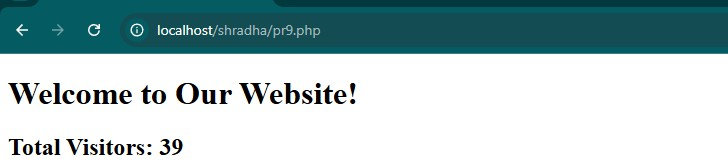 localhost/shradha/pr9.php
Welcome to Our Website!
Total Visitors: 39